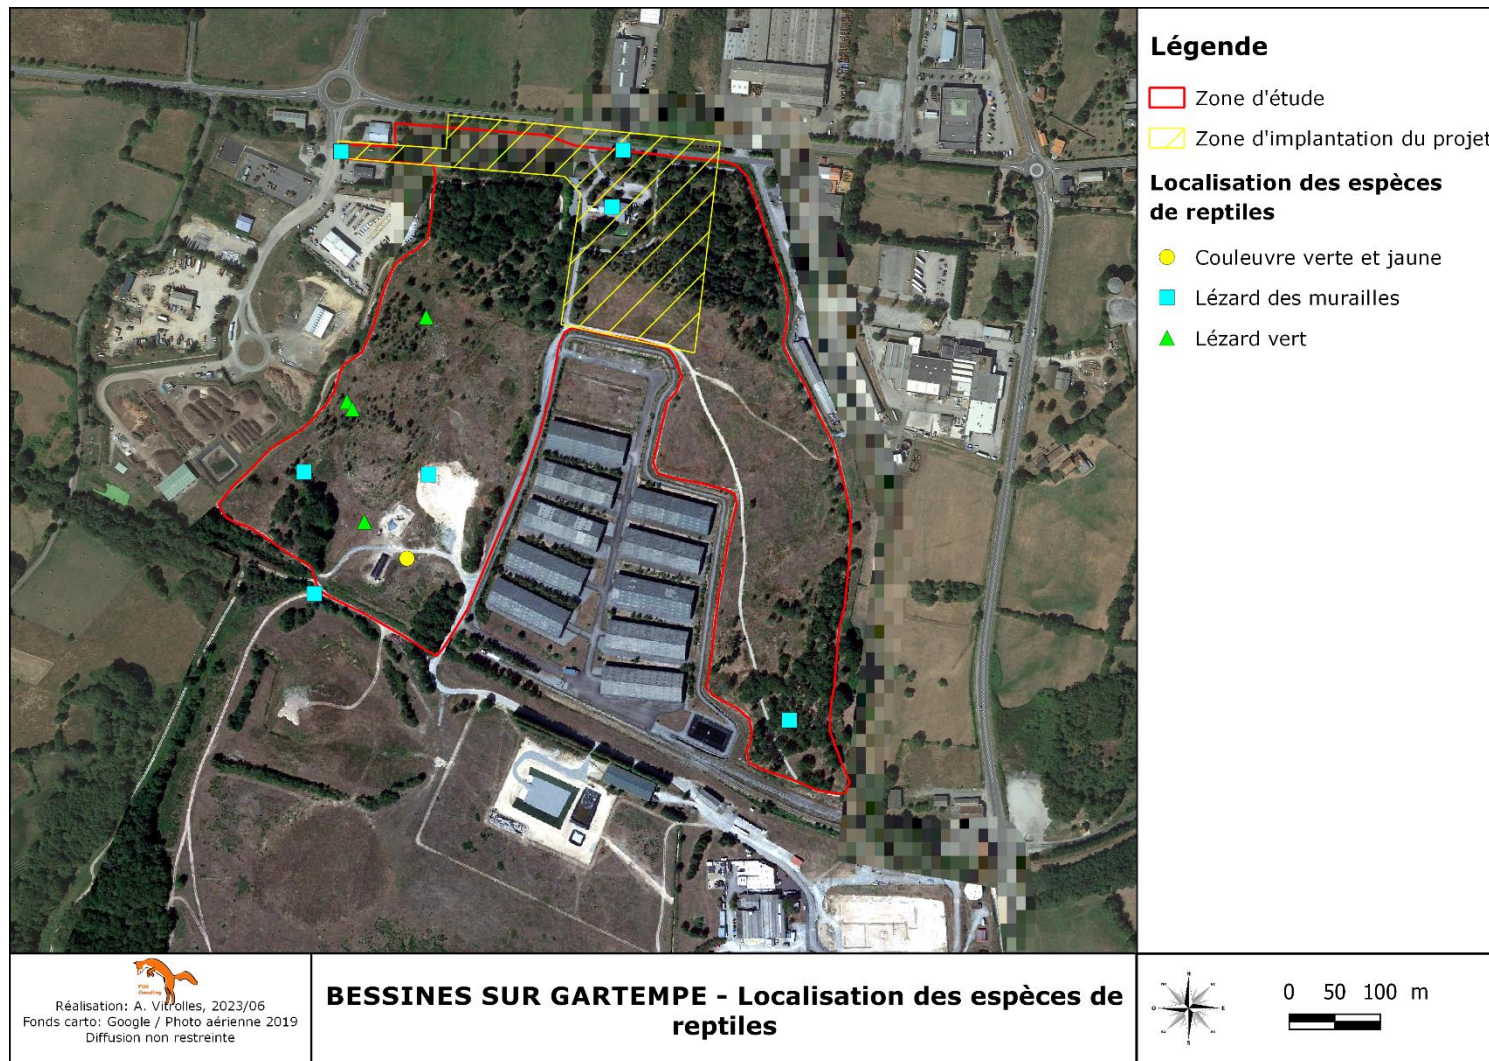 Légende
Zone d'étude
Zone d'implantation du projet
Localisation des espèces
de reptiles
Couleuvre verte et jaune
Lézard des murailles
Lézard vert
Réalisation: A. Vitrolles, 2023/06
Fonds carto: Google / Photo aérienne 2019
Diffusion non restreinte
BESSINES SUR GARTEMPE - Localisation des espèces de
reptiles
N
O
E
S
0 50 100 m